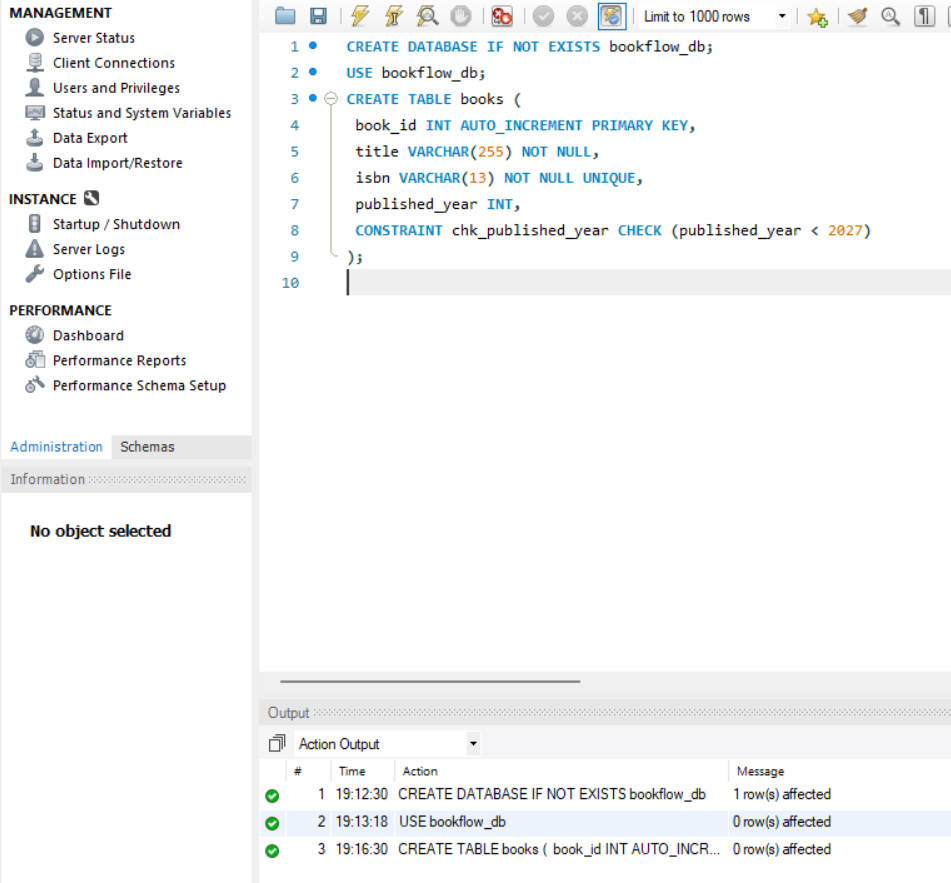 MANAGEMENT
Server Status
Client Connections
Users and Privileges
Status and System Variables
Data Export
Data Import/Restore
INSTANCE
Startup / Shutdown
Server Logs
Options File
PERFORMANCE
Dashboard
Performance Reports
Performance Schema Setup
Administration Schemas
Information
No object selected
Limit to 1000 rows
1 CREATE DATABASE IF NOT EXISTS bookflow_db;
2 USE bookflow_db;
3 CREATE TABLE books (
4 book_id INT AUTO_INCREMENT PRIMARY KEY,
5 title VARCHAR(255) NOT NULL,
6 isbn VARCHAR(13) NOT NULL UNIQUE,
7 published_year INT,
8 CONSTRAINT chk_published_year CHECK (published_year < 2027)
9 );
10
Output
Action Output
# Time Action Message
1 19:12:30 CREATE DATABASE IF NOT EXISTS bookflow_db 1 row(s) affected
2 19:13:18 USE bookflow_db 0 row(s) affected
3 19:16:30 CREATE TABLE books ( book_id INT AUTO_INCR... 0 row(s) affected